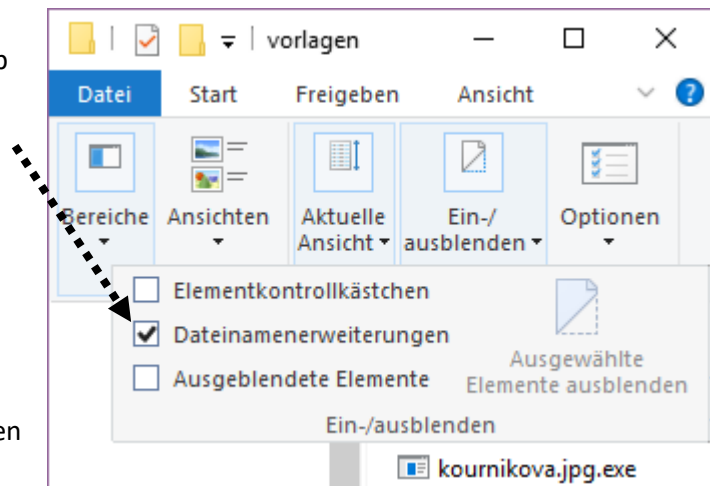 vorlagen
Datei Start Freigeben Ansicht
Bereiche Ansichten Aktuelle Ansicht Ein-/ausblenden Optionen
Elementkontrollkästchen
Dateinamenerweiterungen
Ausgeblendete Elemente
Ausgewählte
Elemente ausblenden
Ein-/ausblenden
en
kournikova.jpg.exe